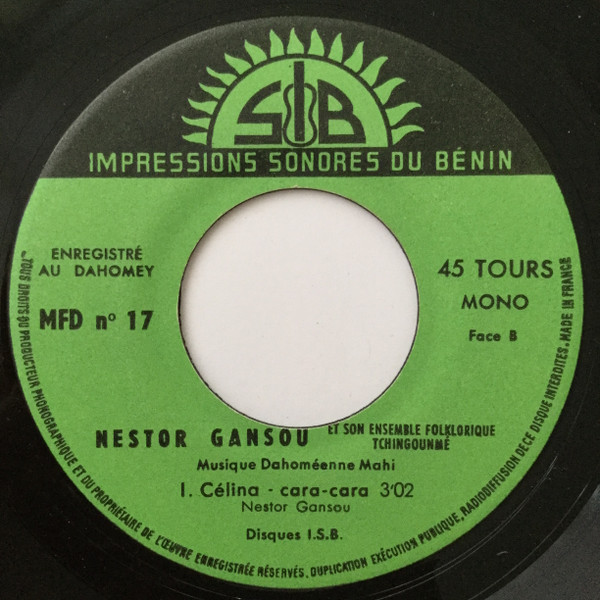 SIB
IMPRESSIONS SONORES DU BÉNIN
ENREGISTRÉ
AU DAHOMEY
MFD nº 17
45 TOURS
MONO
Face B
NESTOR GANSOU
ET SON ENSEMBLE FOLKLORIQUE
TCHINGOUNMÉ
Musique Dahoméenne Mahi
I. Célina - cara-cara 3'02
Nestor Gansou
Disques I.S.B.
...TOUS DROITS DU PRODUCTEUR PHONOGRAPHIQUE ET DU PROPRIÉTAIRE DE L'ŒUVRE ENREGISTRÉE RÉSERVÉS. DUPLICATION EXÉCUTION PUBLIQUE, RADIODIFFUSION DE CE DISQUE INTERDITES. MADE IN FRANCE